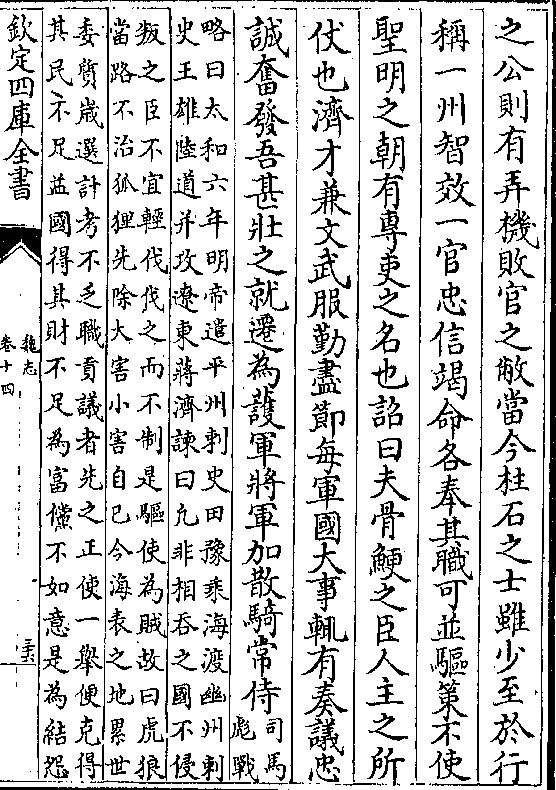 之公則有弄機敗官之敝當今柱石之士雖少至於行
稱一州智效一官忠信竭命各奉其職可並驅策不使
聖明之朝有專吏之名也詔曰夫骨鯁之臣人主之所
仗也濟才兼文武服勤盡節每軍國大事輒有奏議忠
誠奮發吾甚壯之就遷為護軍將軍加散騎常侍
司馬
彪戰
略曰太和六年明帝遣平州刺史田豫乘海渡幽州刺
史王雄陸道并攻遼東蔣濟諫曰凡非相吞之國不侵
叛之臣不宜輕伐伐之而不制是驅使為賊故曰虎狼
當路不治狐狸先除大害小害自已今海表之地累世
委質歲選計考不乏職貢議者先之正使一舉便克得
其民不足益國得其財不足為富儻不如意是為結怨
欽定四庫全書
魏志
卷十四